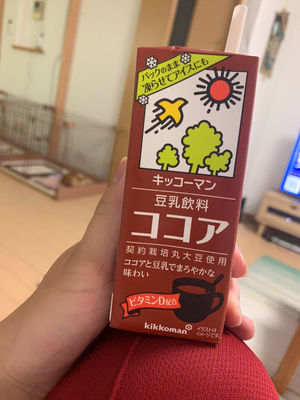 パックのまま
凍らせてアイスにも
キッコーマン
豆乳飲料
ココア
契約栽培丸大豆使用
ココアと豆乳でまろやかな
味わい
ビタミンD配合
kikkoman
イラストは
イメージです。